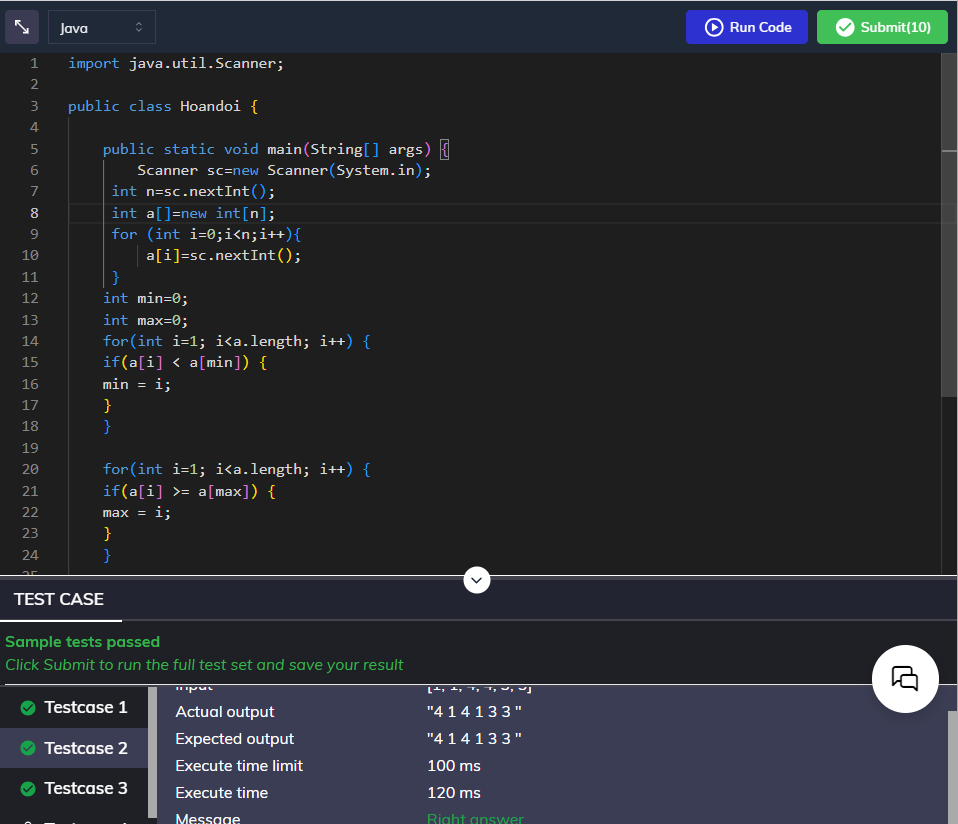 Java
Run Code
Submit(10)
1 import java.util.Scanner;
2
3 public class Hoandoi {
4
5 public static void main(String[] args) {
6 Scanner sc=new Scanner(System.in);
7 int n=sc.nextInt();
8 int a[]=new int[n];
9 for (int i=0;i<n;i++){
10 a[i]=sc.nextInt();
11 }
12 int min=0;
13 int max=0;
14 for(int i=1; i<a.length; i++) {
15 if(a[i] < a[min]) {
16 min = i;
17 }
18 }
19
20 for(int i=1; i<a.length; i++) {
21 if(a[i] >= a[max]) {
22 max = i;
23 }
24 }
TEST CASE
Sample tests passed
Click Submit to run the full test set and save your result
Testcase 1
Testcase 2
Testcase 3
Input
Actual output "4 1 4 1 3 3 "
Expected output "4 1 4 1 3 3 "
Execute time limit 100 ms
Execute time 120 ms
Message Right answer